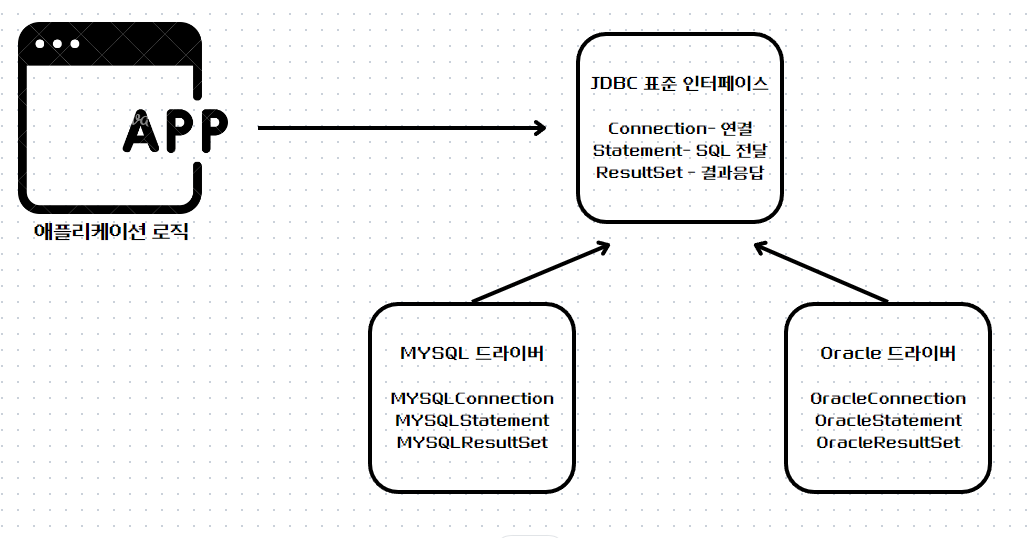 APP
애플리케이션 로직
JDBC 표준 인터페이스
Connection- 연결
Statement- SQL 전달
ResultSet - 결과응답
MYSQL 드라이버
MYSQLConnection
MYSQLStatement
MYSQLResultSet
Oracle 드라이버
OracleConnection
OracleStatement
OracleResultSet